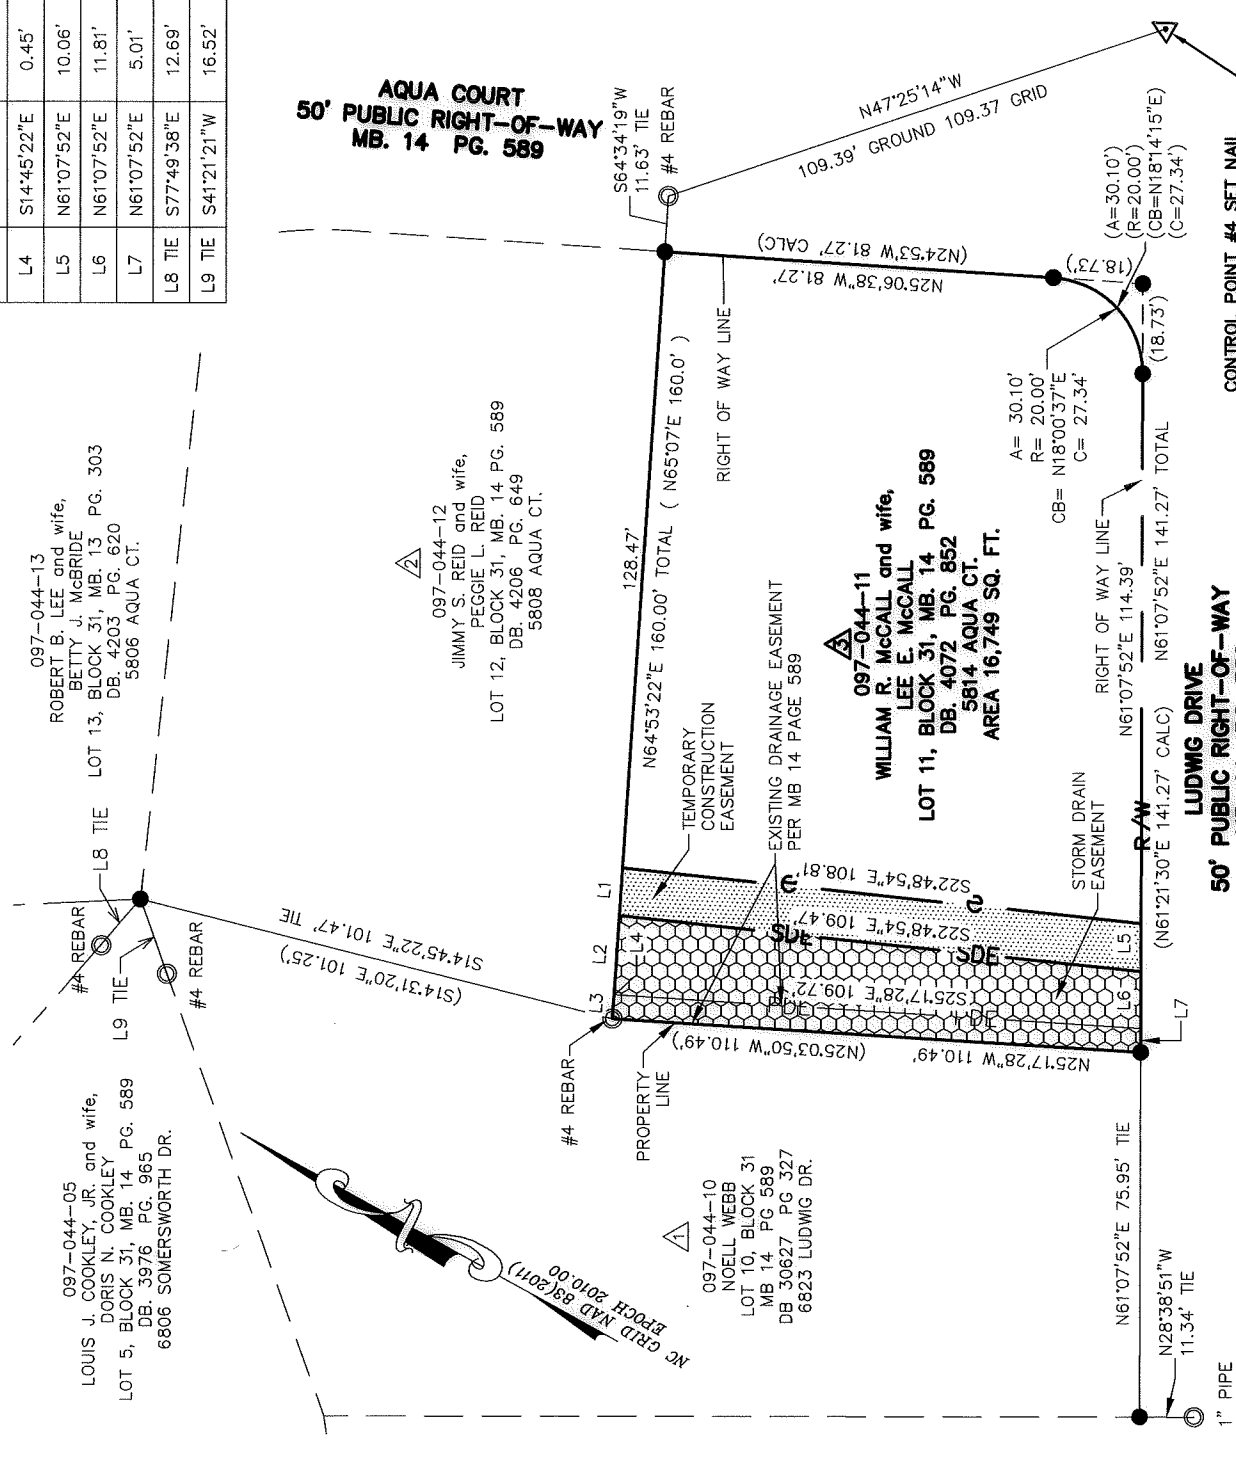 L4 S14°45'22"E 0.45'
L5 N61°07'52"E 10.06'
L6 N61°07'52"E 11.81'
L7 N61°07'52"E 5.01'
L8 TIE S77°49'38"E 12.69'
L9 TIE S41°21'21"W 16.52'
AQUA COURT
50' PUBLIC RIGHT-OF-WAY
MB. 14 PG. 589
S64°34'19"W
11.63' TIE
#4 REBAR
N47°25'14"W
109.39' GROUND 109.37 GRID
097-044-13
ROBERT B. LEE and wife,
BETTY J. McBRIDE
LOT 13, BLOCK 31, MB. 13 PG. 303
DB. 4203 PG. 620
5806 AQUA CT.
2
097-044-12
JIMMY S. REID and wife,
PEGGIE L. REID
LOT 12, BLOCK 31, MB. 14 PG. 589
DB. 4206 PG. 649
5808 AQUA CT.
L8 TIE
#4 REBAR
L9 TIE
#4 REBAR
S14°45'22"E 101.47' TIE
(S14°31'20"E 101.25')
128.47'
N64°53'22"E 160.00' TOTAL ( N65°07'E 160.0' )
RIGHT OF WAY LINE
(N24°53'W 81.27' CALC)
N25°06'38"W 81.27'
(18.73')
(18.73')
(A=30.10')
(R=20.00')
(CB=N18°14'15"E)
(C=27.34')
A= 30.10'
R= 20.00'
CB= N18°00'37"E
C= 27.34'
CONTROL POINT #4 SET NAIL
3
097-044-11
WILLIAM R. McCALL and wife,
LEE E. McCALL
LOT 11, BLOCK 31, MB. 14 PG. 589
DB. 4072 PG. 852
5814 AQUA CT.
AREA 16,749 SQ. FT.
TEMPORARY
CONSTRUCTION
EASEMENT
EXISTING DRAINAGE EASEMENT
PER MB 14 PAGE 589
STORM DRAIN
EASEMENT
L1
L2
L3
L4
L5
L6
L7
S22°48'54"E 108.81'
S22°48'54"E 109.47'
SDE
SDE
S25°17'28"E 109.72'
(N25°03'50"W 110.49')
N25°17'28"W 110.49'
#4 REBAR
PROPERTY
LINE
RIGHT OF WAY LINE
N61°07'52"E 114.39'
N61°07'52"E 141.27' TOTAL
R/W
(N61°21'30"E 141.27' CALC)
LUDWIG DRIVE
50' PUBLIC RIGHT-OF-WAY
097-044-05
LOUIS J. COOKLEY, JR. and wife,
DORIS N. COOKLEY
LOT 5, BLOCK 31, MB. 14 PG. 589
DB. 3976 PG. 965
6806 SOMERSWORTH DR.
NC GRID NAD 83(2011)
EPOCH 2010.00
1
097-044-10
NOELL WEBB
LOT 10, BLOCK 31
MB 14 PG 589
DB 30627 PG 327
6823 LUDWIG DR.
N61°07'52"E 75.95' TIE
N28°38'51"W
11.34' TIE
1" PIPE